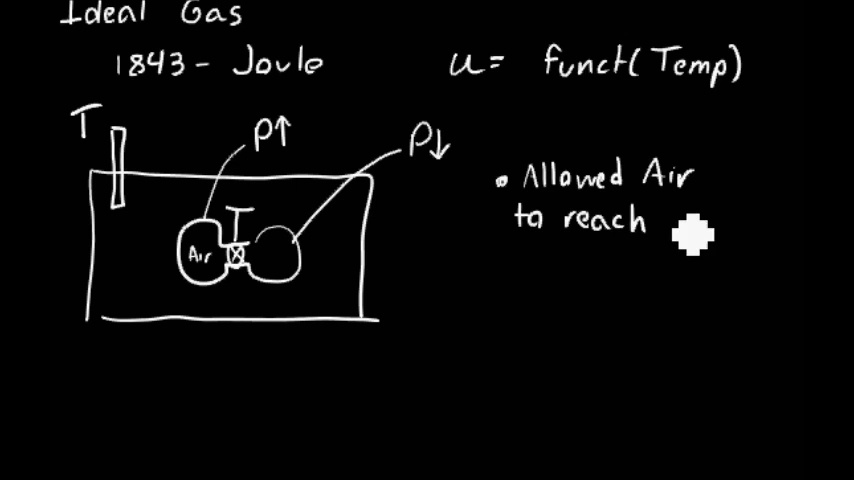 Ideal Gas
1843 - Joule
u = funct(Temp)
T
P↑
P↓
• Allowed Air
to reach
T
Air